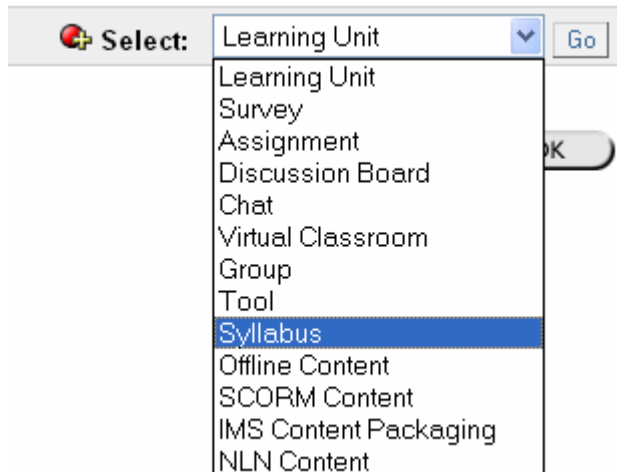 Select: Learning Unit Go
Learning Unit
Survey
Assignment
Discussion Board
Chat
Virtual Classroom
Group
Tool
Syllabus
Offline Content
SCORM Content
IMS Content Packaging
NLN Content